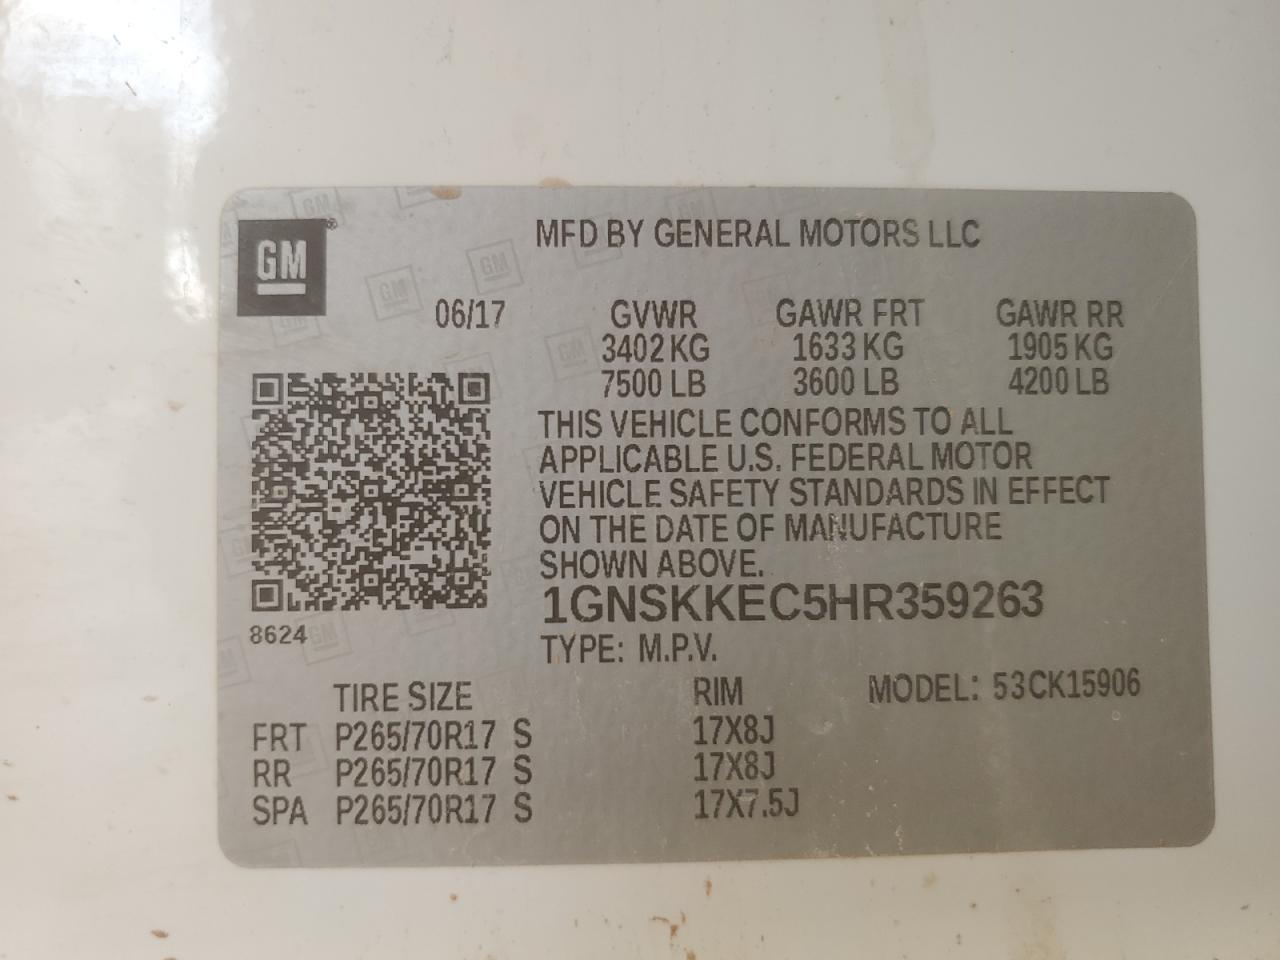 GM
MFD BY GENERAL MOTORS LLC
06/17 GVWR GAWR FRT GAWR RR
3402 KG 1633 KG 1905 KG
7500 LB 3600 LB 4200 LB
THIS VEHICLE CONFORMS TO ALL
APPLICABLE U.S. FEDERAL MOTOR
VEHICLE SAFETY STANDARDS IN EFFECT
ON THE DATE OF MANUFACTURE
SHOWN ABOVE.
1GNSKKEC5HR359263
8624
TYPE: M.P.V.
TIRE SIZE RIM MODEL: 53CK15906
FRT P265/70R17 S 17X8J
RR P265/70R17 S 17X8J
SPA P265/70R17 S 17X7.5J